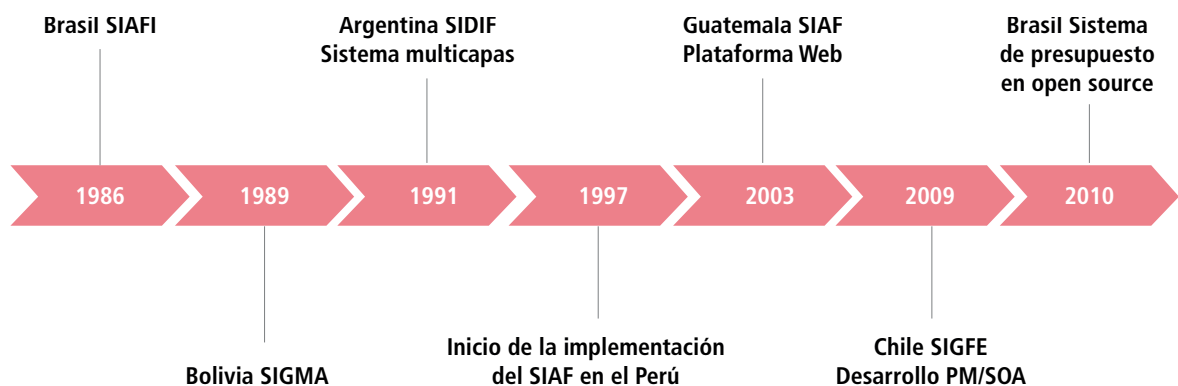 Brasil SIAFI
Argentina SIDIF
Sistema multicapas
Guatemala SIAF
Plataforma Web
Brasil Sistema
de presupuesto
en open source
1986
1989
1991
1997
2003
2009
2010
Bolivia SIGMA
Inicio de la implementación
del SIAF en el Perú
Chile SIGFE
Desarrollo PM/SOA